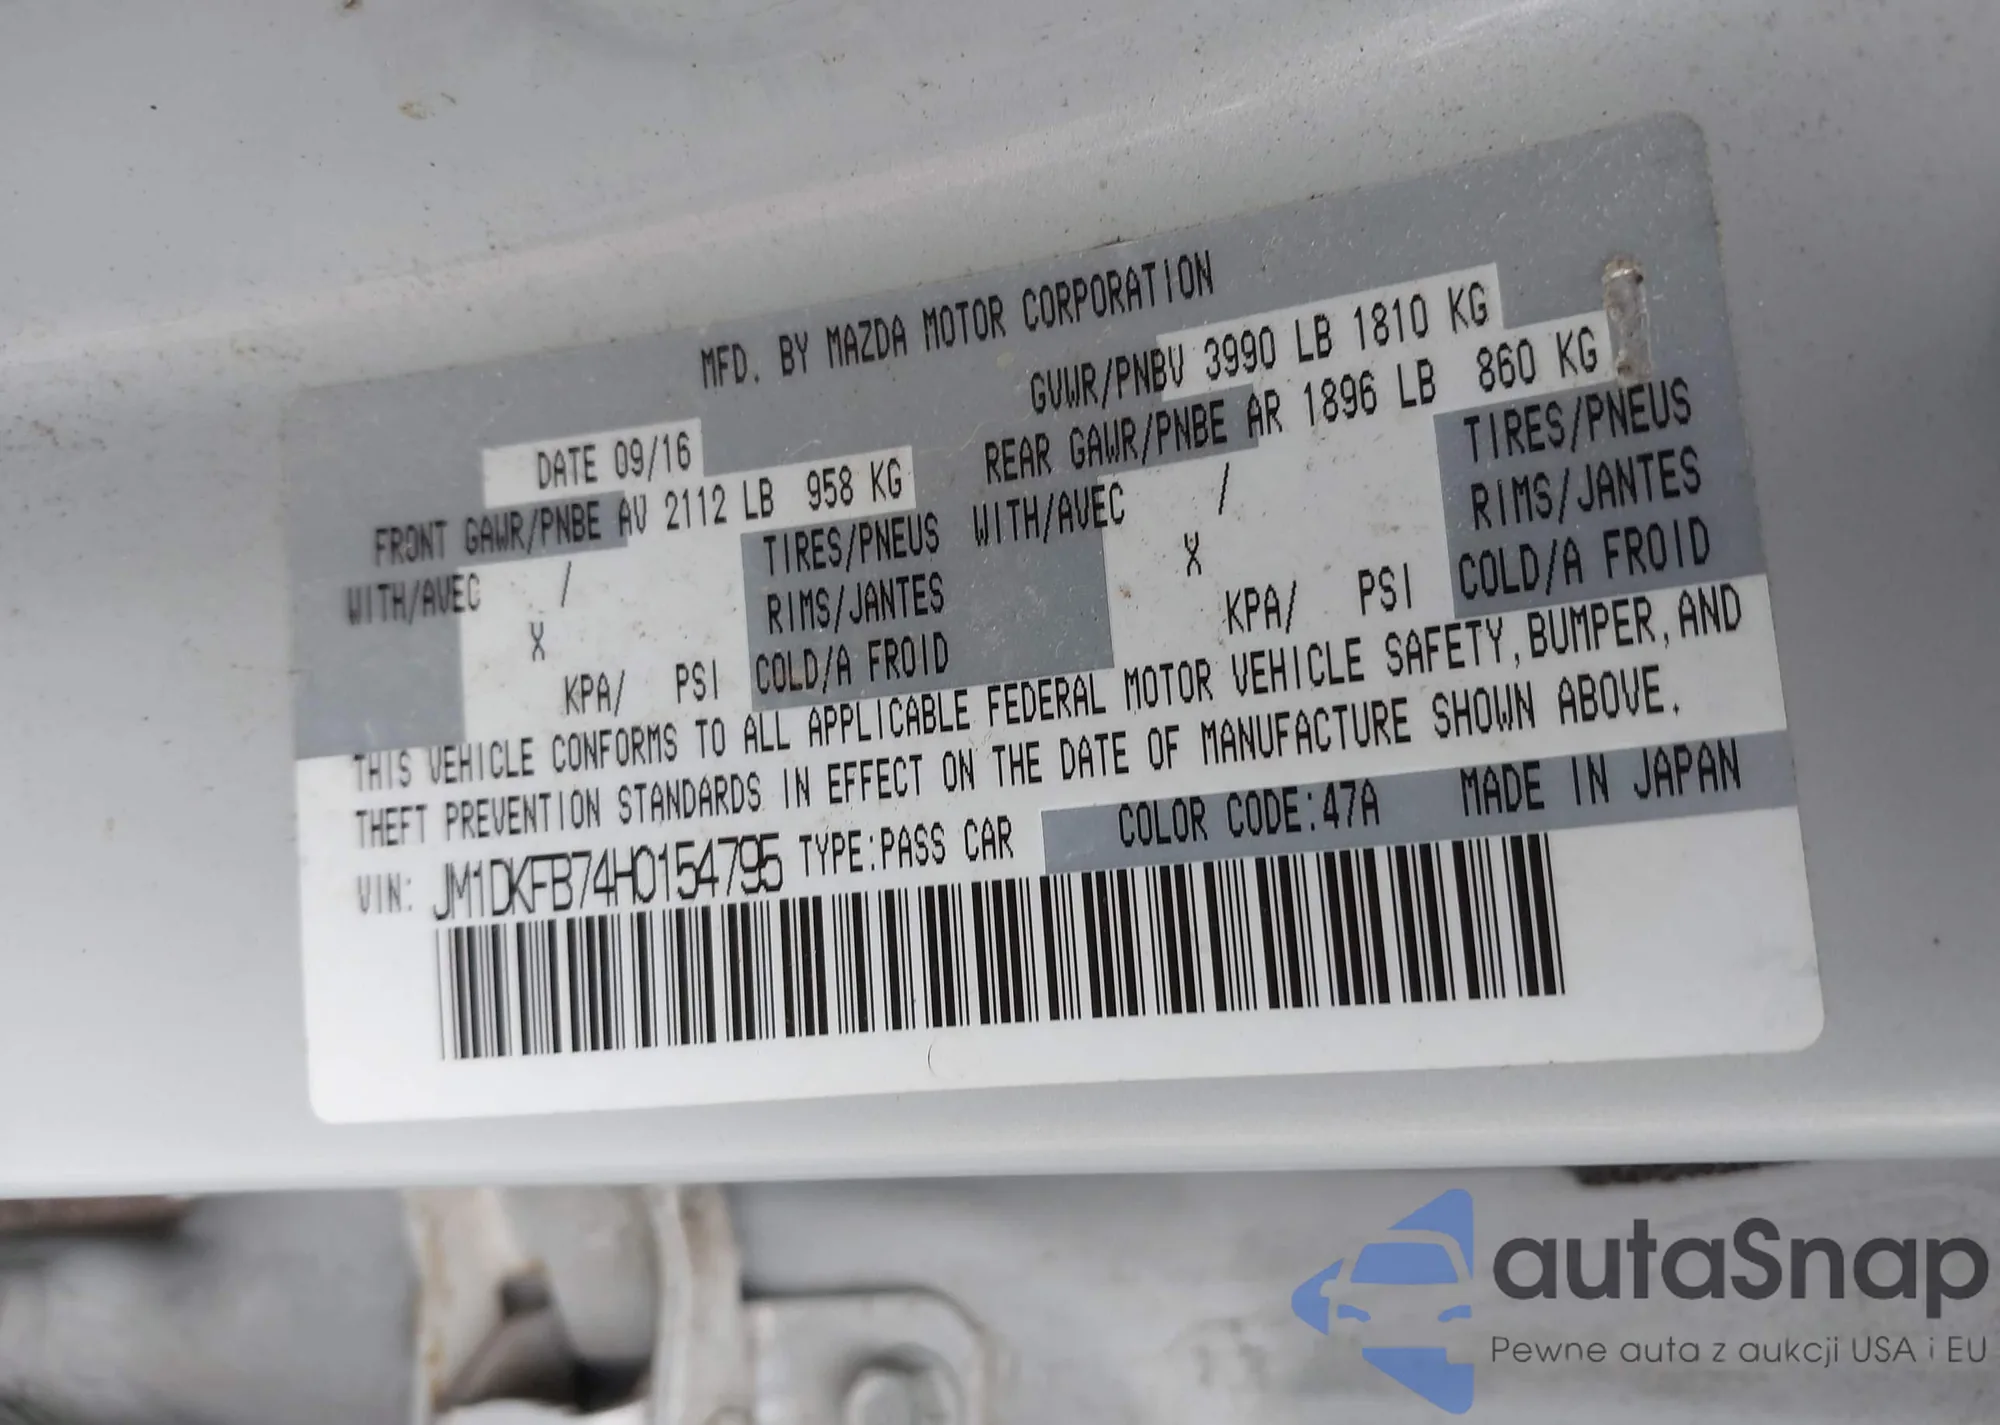 MFD. BY MAZDA MOTOR CORPORATION
DATE 09/16
GVWR/PNBV 3990 LB 1810 KG
FRONT GAWR/PNBE AV 2112 LB 958 KG
REAR GAWR/PNBE AR 1896 LB 860 KG
WITH/AVEC / TIRES/PNEUS
X RIMS/JANTES
KPA/ PSI COLD/A FROID
WITH/AVEC / TIRES/PNEUS
X RIMS/JANTES
KPA/ PSI COLD/A FROID
THIS VEHICLE CONFORMS TO ALL APPLICABLE FEDERAL MOTOR VEHICLE SAFETY, BUMPER, AND
THEFT PREVENTION STANDARDS IN EFFECT ON THE DATE OF MANUFACTURE SHOWN ABOVE.
VIN: JM1DKFB74H0154795 TYPE:PASS CAR COLOR CODE:47A MADE IN JAPAN
autaSnap
Pewne auta z aukcji USA i EU